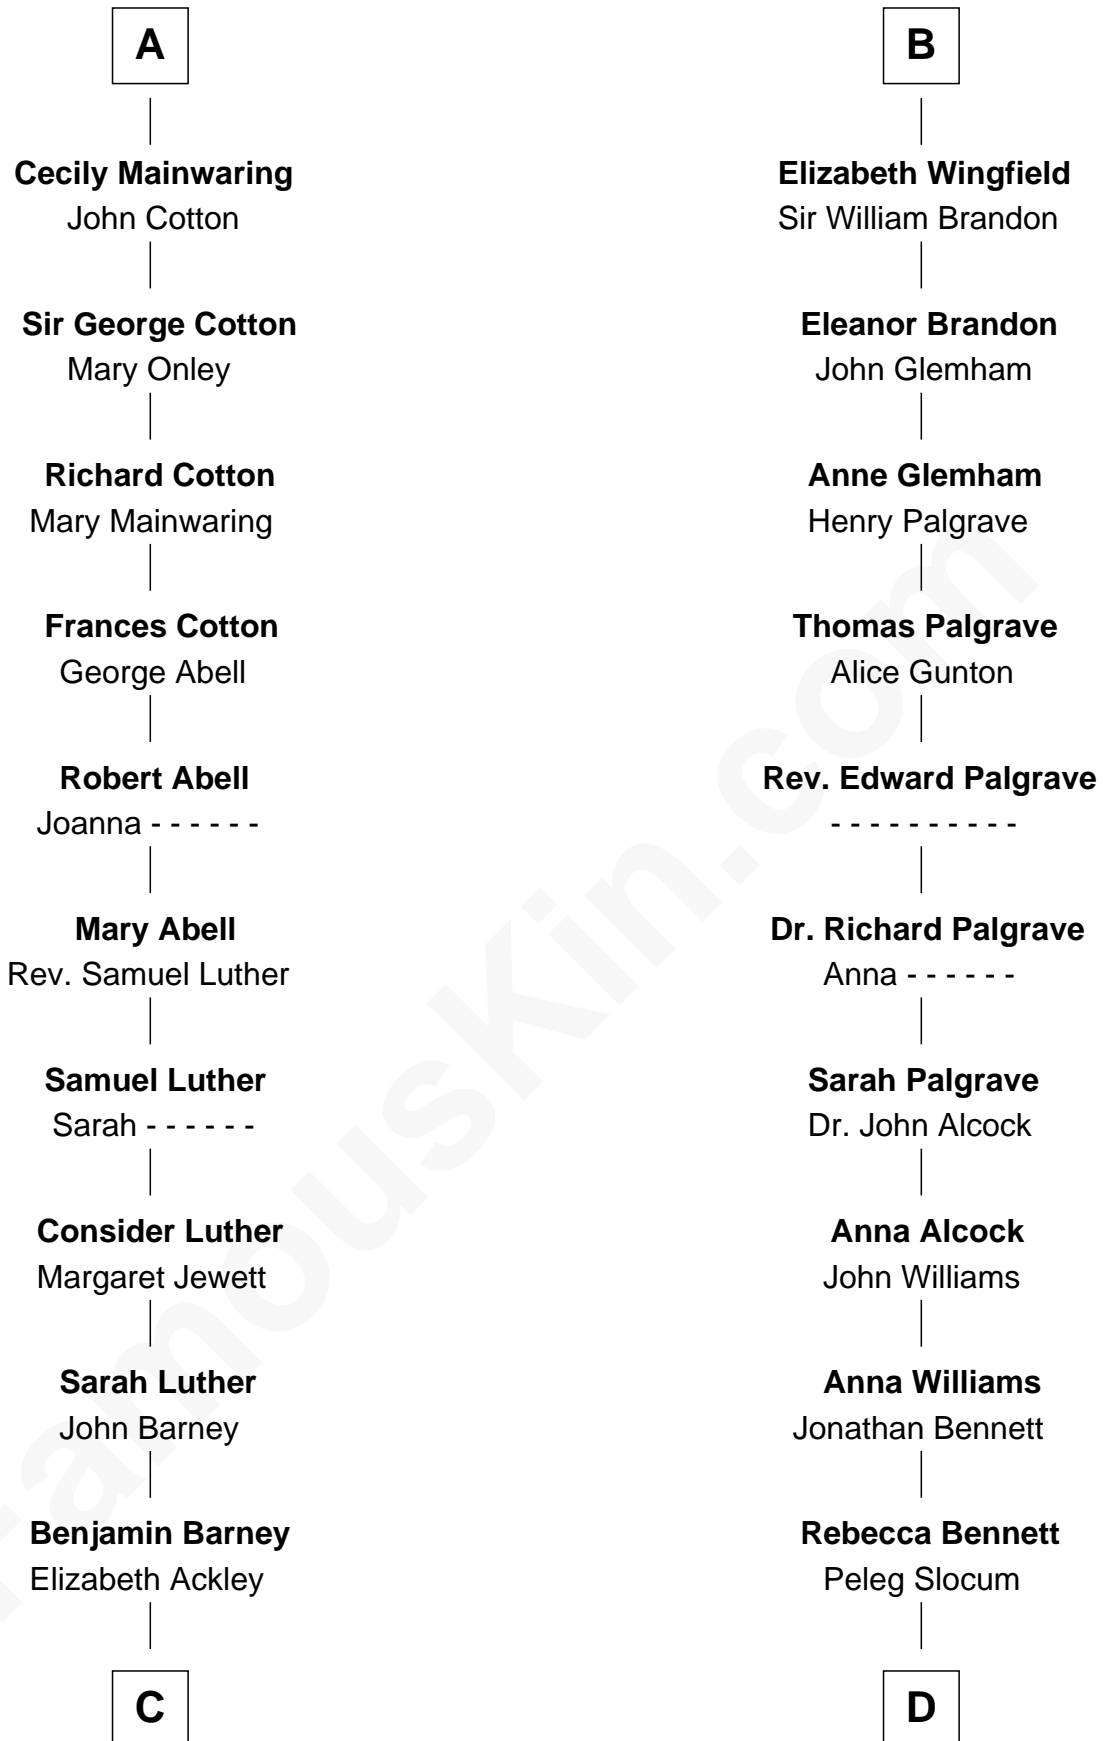 A
Cecily Mainwaring
John Cotton
Sir George Cotton
Mary Onley
Richard Cotton
Mary Mainwaring
Frances Cotton
George Abell
Robert Abell
Joanna - - - - - -
Mary Abell
Rev. Samuel Luther
Samuel Luther
Sarah - - - - - -
Consider Luther
Margaret Jewett
Sarah Luther
John Barney
Benjamin Barney
Elizabeth Ackley
C
B
Elizabeth Wingfield
Sir William Brandon
Eleanor Brandon
John Glemham
Anne Glemham
Henry Palgrave
Thomas Palgrave
Alice Gunton
Rev. Edward Palgrave
- - - - - - - - - -
Dr. Richard Palgrave
Anna - - - - - -
Sarah Palgrave
Dr. John Alcock
Anna Alcock
John Williams
Anna Williams
Jonathan Bennett
Rebecca Bennett
Peleg Slocum
D
FamousKin.com